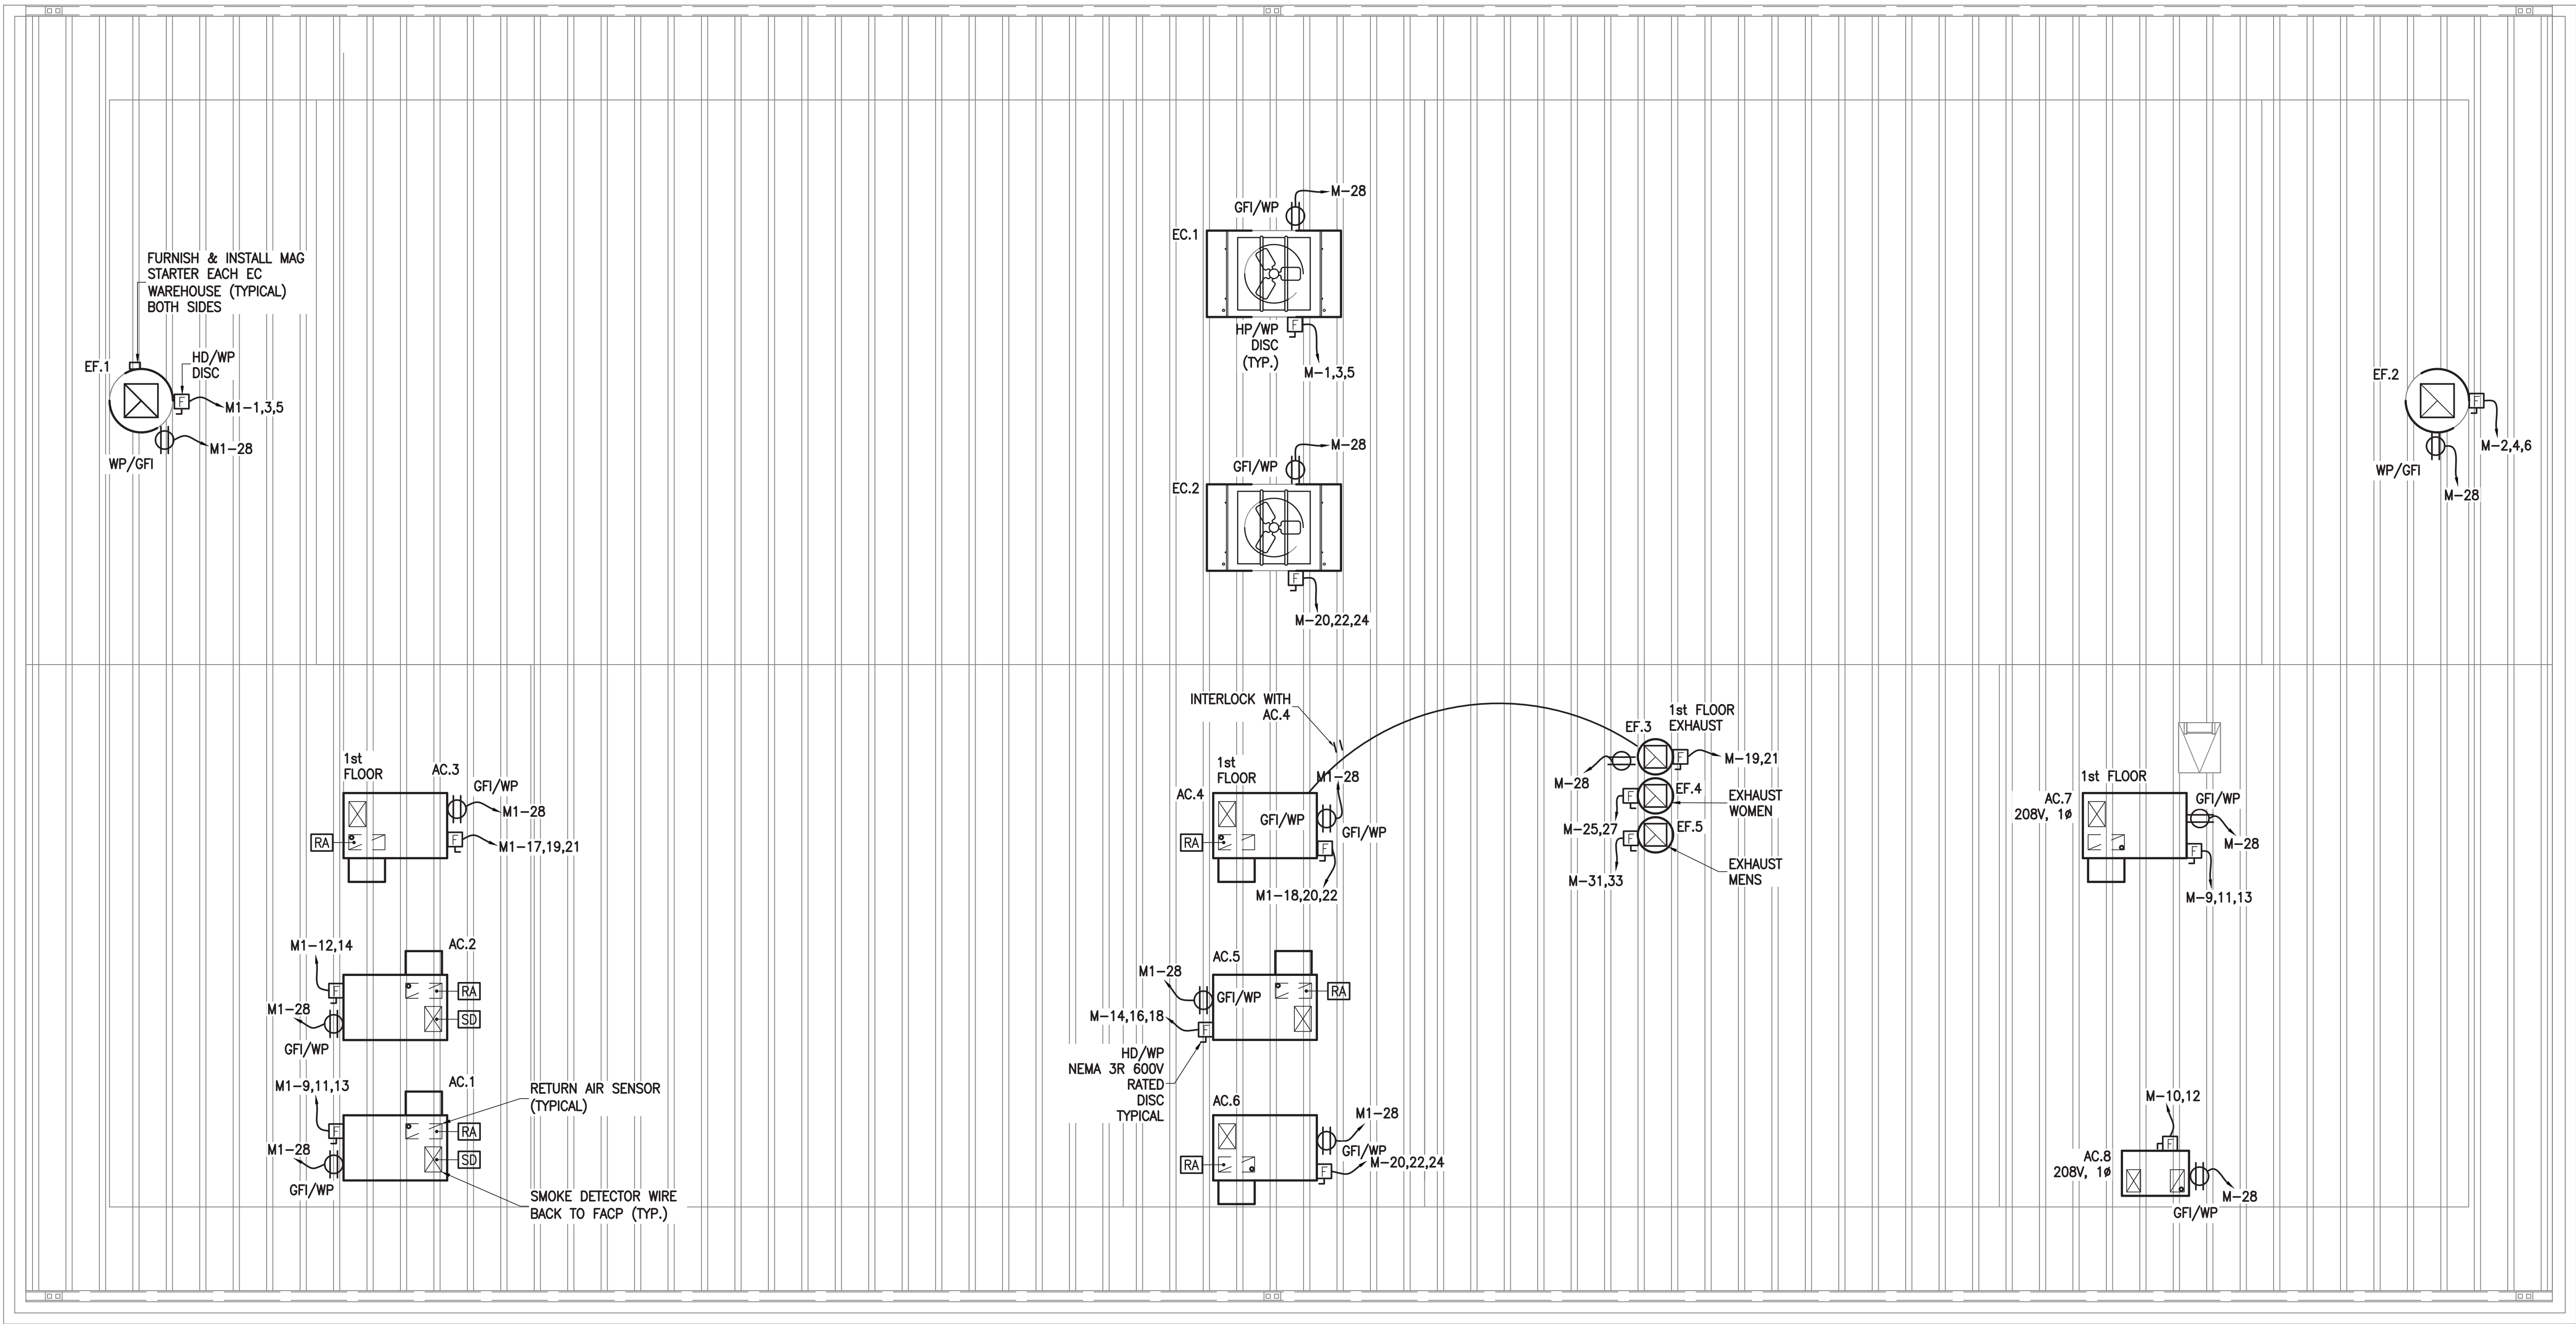 M-28
GFI/WP
EC.1
HP/WP
DISC
(TYP.)
F
M-1,3,5
FURNISH & INSTALL MAG
STARTER EACH EC
WAREHOUSE (TYPICAL)
BOTH SIDES
EF.1
HD/WP
DISC
F
M1-1,3,5
M1-28
WP/GFI
EF.2
F
M-2,4,6
WP/GFI
M-28
M-28
GFI/WP
EC.2
F
M-20,22,24
1st
FLOOR
AC.3
GFI/WP
M1-28
RA
F
M1-17,19,21
INTERLOCK WITH
AC.4
1st
FLOOR
M1-28
AC.4
GFI/WP
GFI/WP
RA
F
M1-18,20,22
1st FLOOR
EXHAUST
EF.3
F
M-19,21
M-28
EF.4
F
EXHAUST
WOMEN
M-25,27
EF.5
F
EXHAUST
MENS
M-31,33
1st FLOOR
AC.7
208V, 1ø
GFI/WP
M-28
F
M-9,11,13
M1-12,14
AC.2
F
RA
M1-28
SD
GFI/WP
AC.5
M1-28
GFI/WP
RA
M-14,16,18
F
HD/WP
NEMA 3R 600V
RATED
DISC
TYPICAL
M1-9,11,13
AC.1
RETURN AIR SENSOR
(TYPICAL)
F
RA
M1-28
SD
GFI/WP
SMOKE DETECTOR WIRE
BACK TO FACP (TYP.)
AC.6
M1-28
GFI/WP
RA
F
M-20,22,24
M-10,12
F
AC.8
208V, 1ø
M-28
GFI/WP